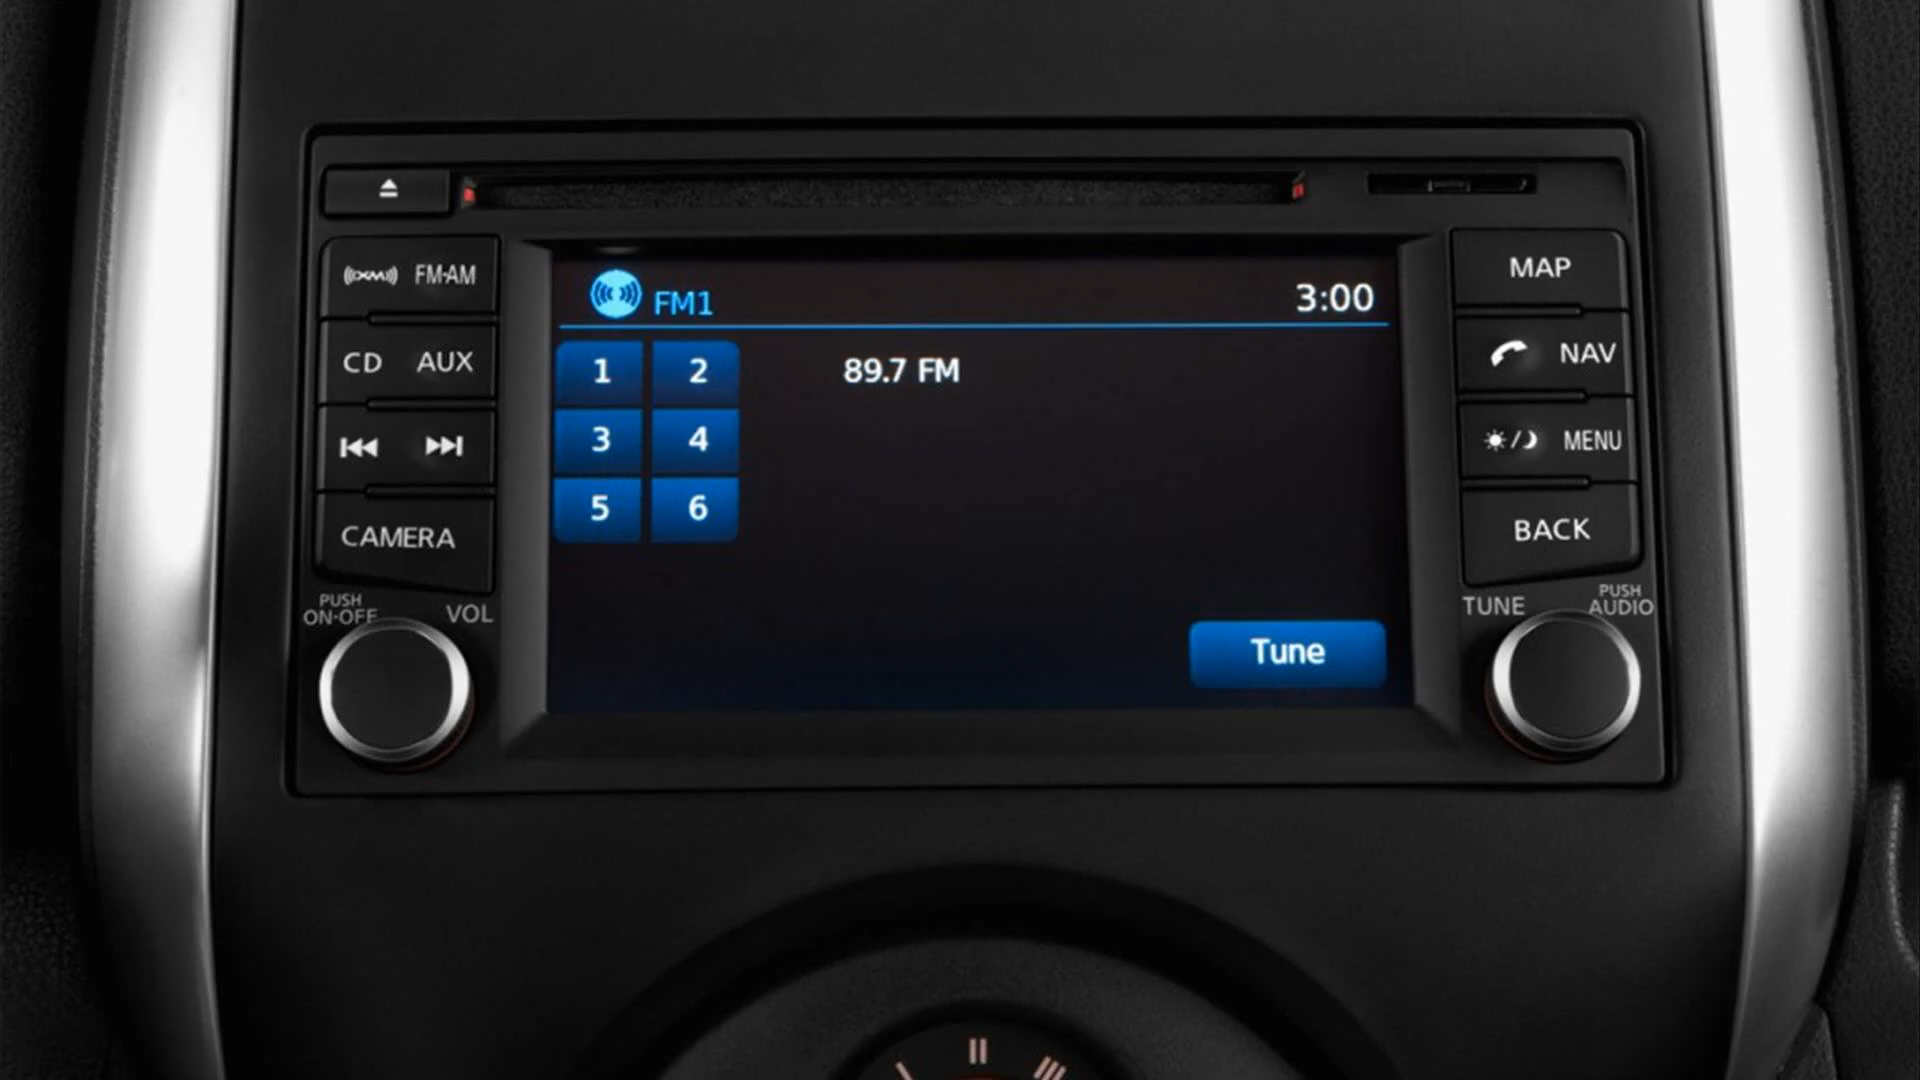 XM FM·AM
CD AUX
CAMERA
PUSH
ON·OFF
VOL
FM1
3:00
1 2
89.7 FM
3 4
5 6
Tune
MAP
NAV
MENU
BACK
TUNE
PUSH
AUDIO